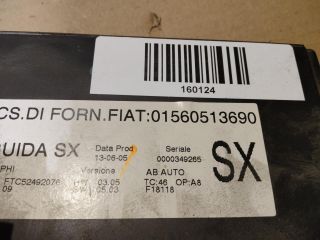 160124
CS.DI FORN.FIAT:01560513690
GUIDA SX
Data Prod
13-06-05
Seriale
0000349265
SX
PHI
FTC52492076
Versione
03.05
AB AUTO
TC:46 OP:A8
09
SW
05.03
F18118